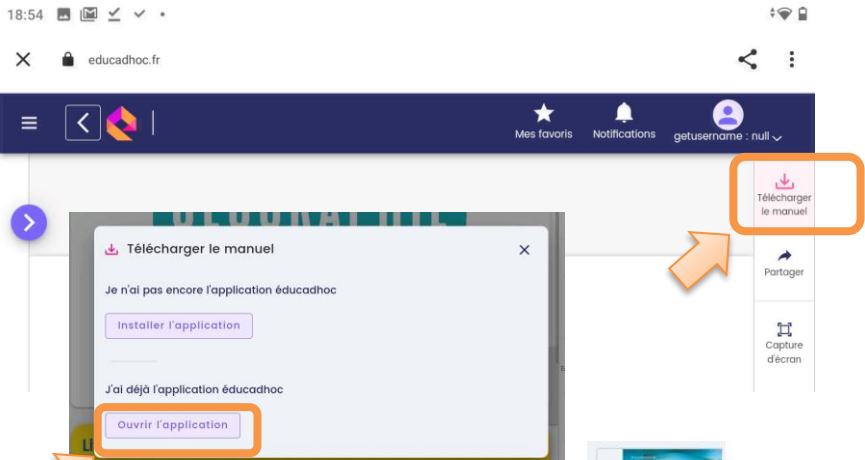 18:54
educadhoc.fr
Mes favoris
Notifications
getusername : null
Télécharger
le manuel
Partager
Capture
d'écran
Télécharger le manuel
Je n'ai pas encore l'application éducadhoc
Installer l'application
J'ai déjà l'application éducadhoc
Ouvrir l'application